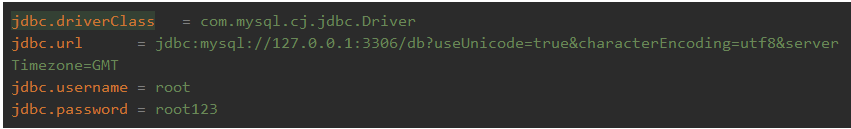 jdbc.driverClass   = com.mysql.cj.jdbc.Driver
jdbc.url      = jdbc:mysql://127.0.0.1:3306/db?useUnicode=true&characterEncoding=utf8&server
Timezone=GMT
jdbc.username = root
jdbc.password = root123